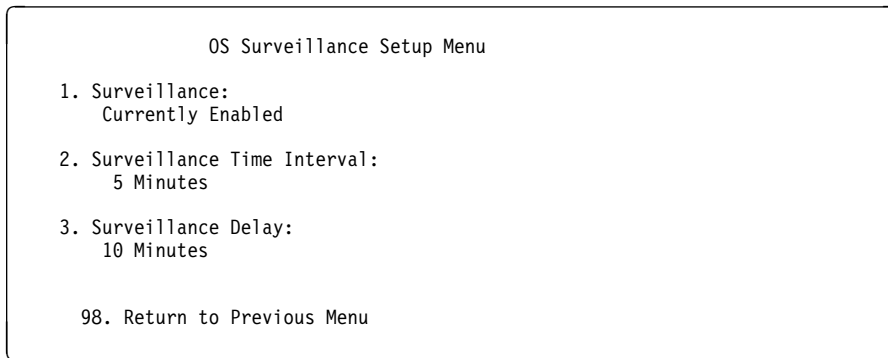 OS Surveillance Setup Menu
1. Surveillance:
Currently Enabled
2. Surveillance Time Interval:
5 Minutes
3. Surveillance Delay:
10 Minutes
98. Return to Previous Menu